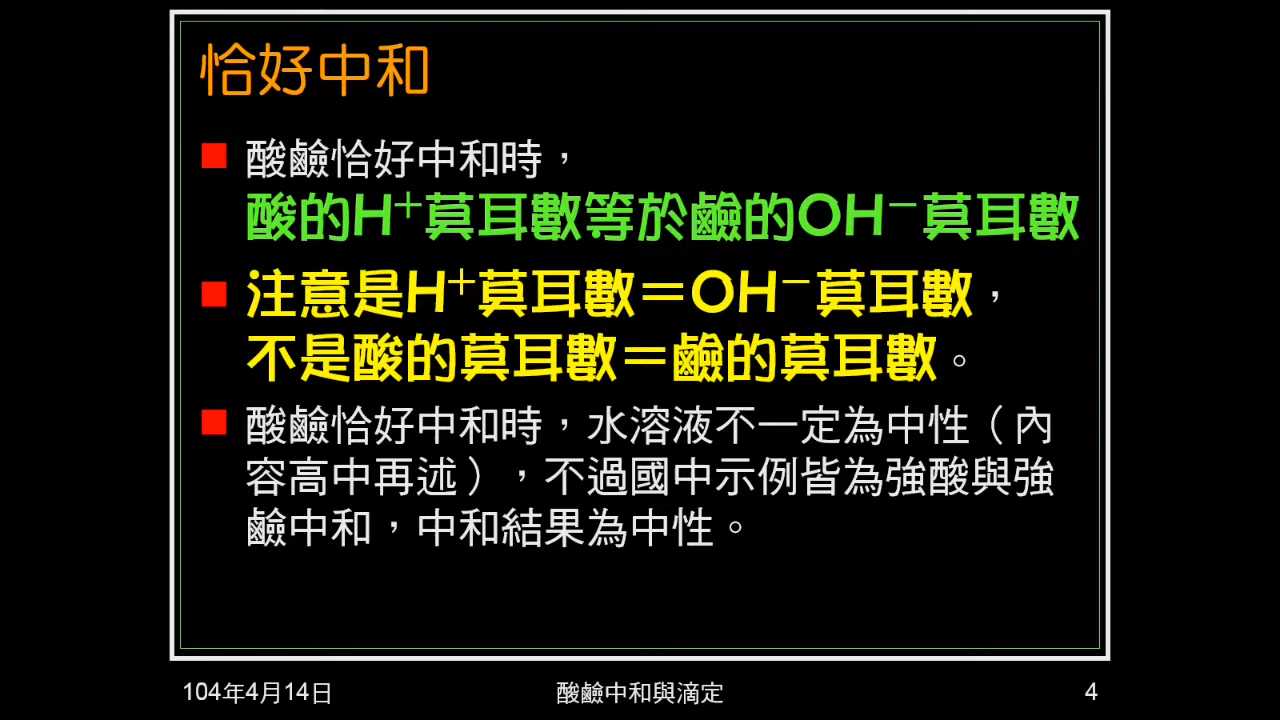 恰好中和
酸鹼恰好中和時，
酸的H⁺莫耳數等於鹼的OH⁻莫耳數
注意是H⁺莫耳數＝OH⁻莫耳數，
不是酸的莫耳數＝鹼的莫耳數。
酸鹼恰好中和時，水溶液不一定為中性（內
容高中再述），不過國中示例皆為強酸與強
鹼中和，中和結果為中性。
104年4月14日
酸鹼中和與滴定
4